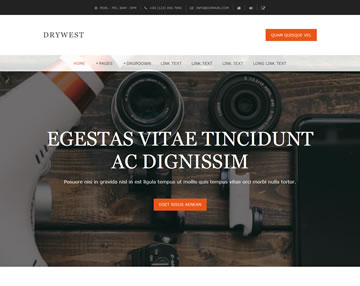 MON. - FRI. 8AM - 5PM +00 (123) 456 7890 INFO@DOMAIN.COM
DRYWEST
QUAM QUISQUE VEL
HOME PAGES DROPDOWN LINK TEXT LINK TEXT LINK TEXT LONG LINK TEXT
EGESTAS VITAE TINCIDUNT
AC DIGNISSIM
Posuere nisi in gravida nisl in est ligula tempus ut mollis quis tempus vitae orci morbi nulla tortor.
EGET RISUS AENEAN